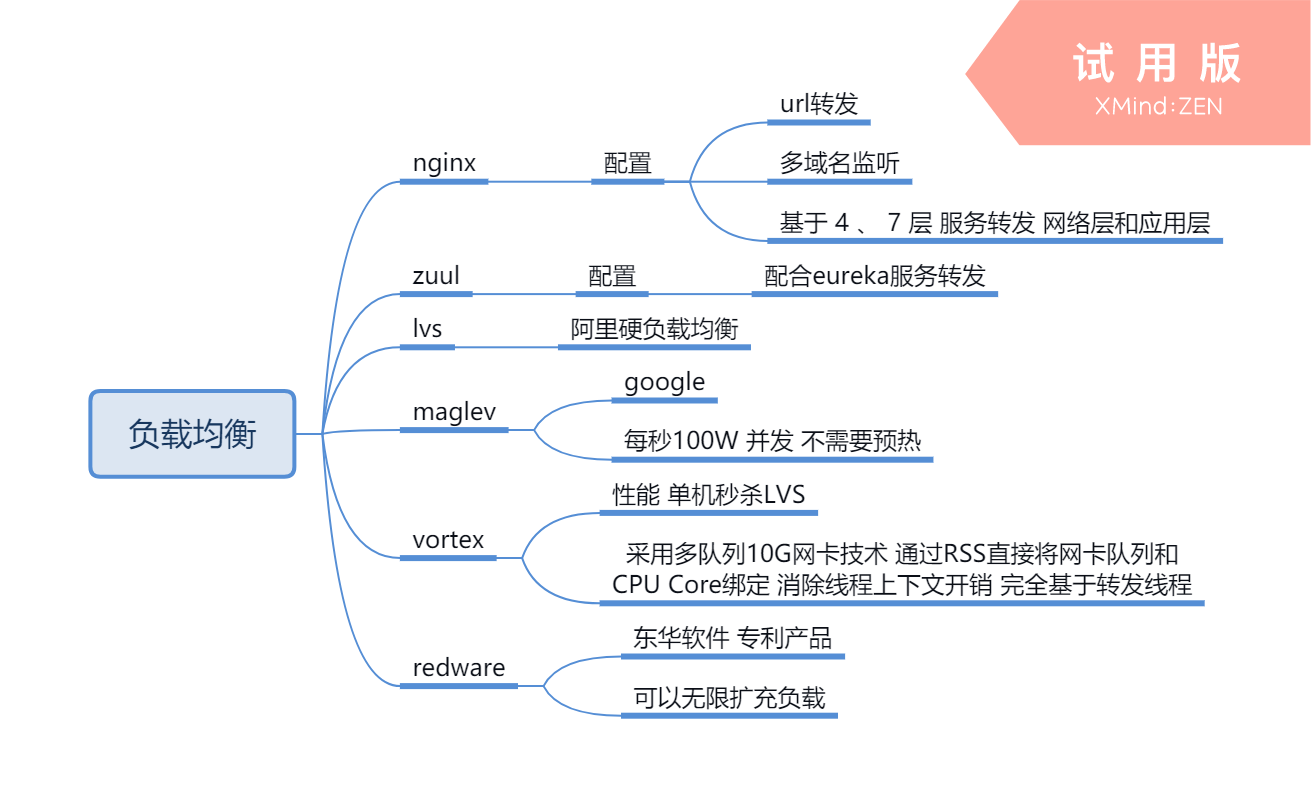 试用版
XMind:ZEN
负载均衡
nginx
配置
url转发
多域名监听
基于 4 、 7 层 服务转发 网络层和应用层
zuul
配置
配合eureka服务转发
lvs
阿里硬负载均衡
maglev
google
每秒100W 并发 不需要预热
vortex
性能 单机秒杀LVS
采用多队列10G网卡技术 通过RSS直接将网卡队列和
CPU Core绑定 消除线程上下文开销 完全基于转发线程
redware
东华软件 专利产品
可以无限扩充负载